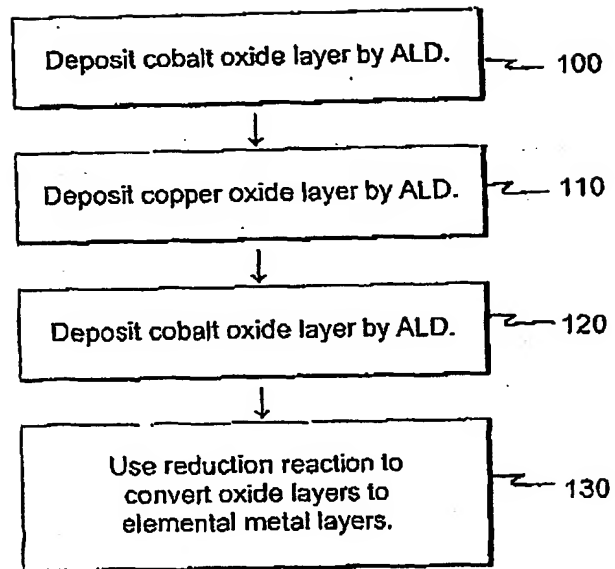 Deposit cobalt oxide layer by ALD.
100
Deposit copper oxide layer by ALD.
110
Deposit cobalt oxide layer by ALD.
120
Use reduction reaction to
convert oxide layers to
elemental metal layers.
130